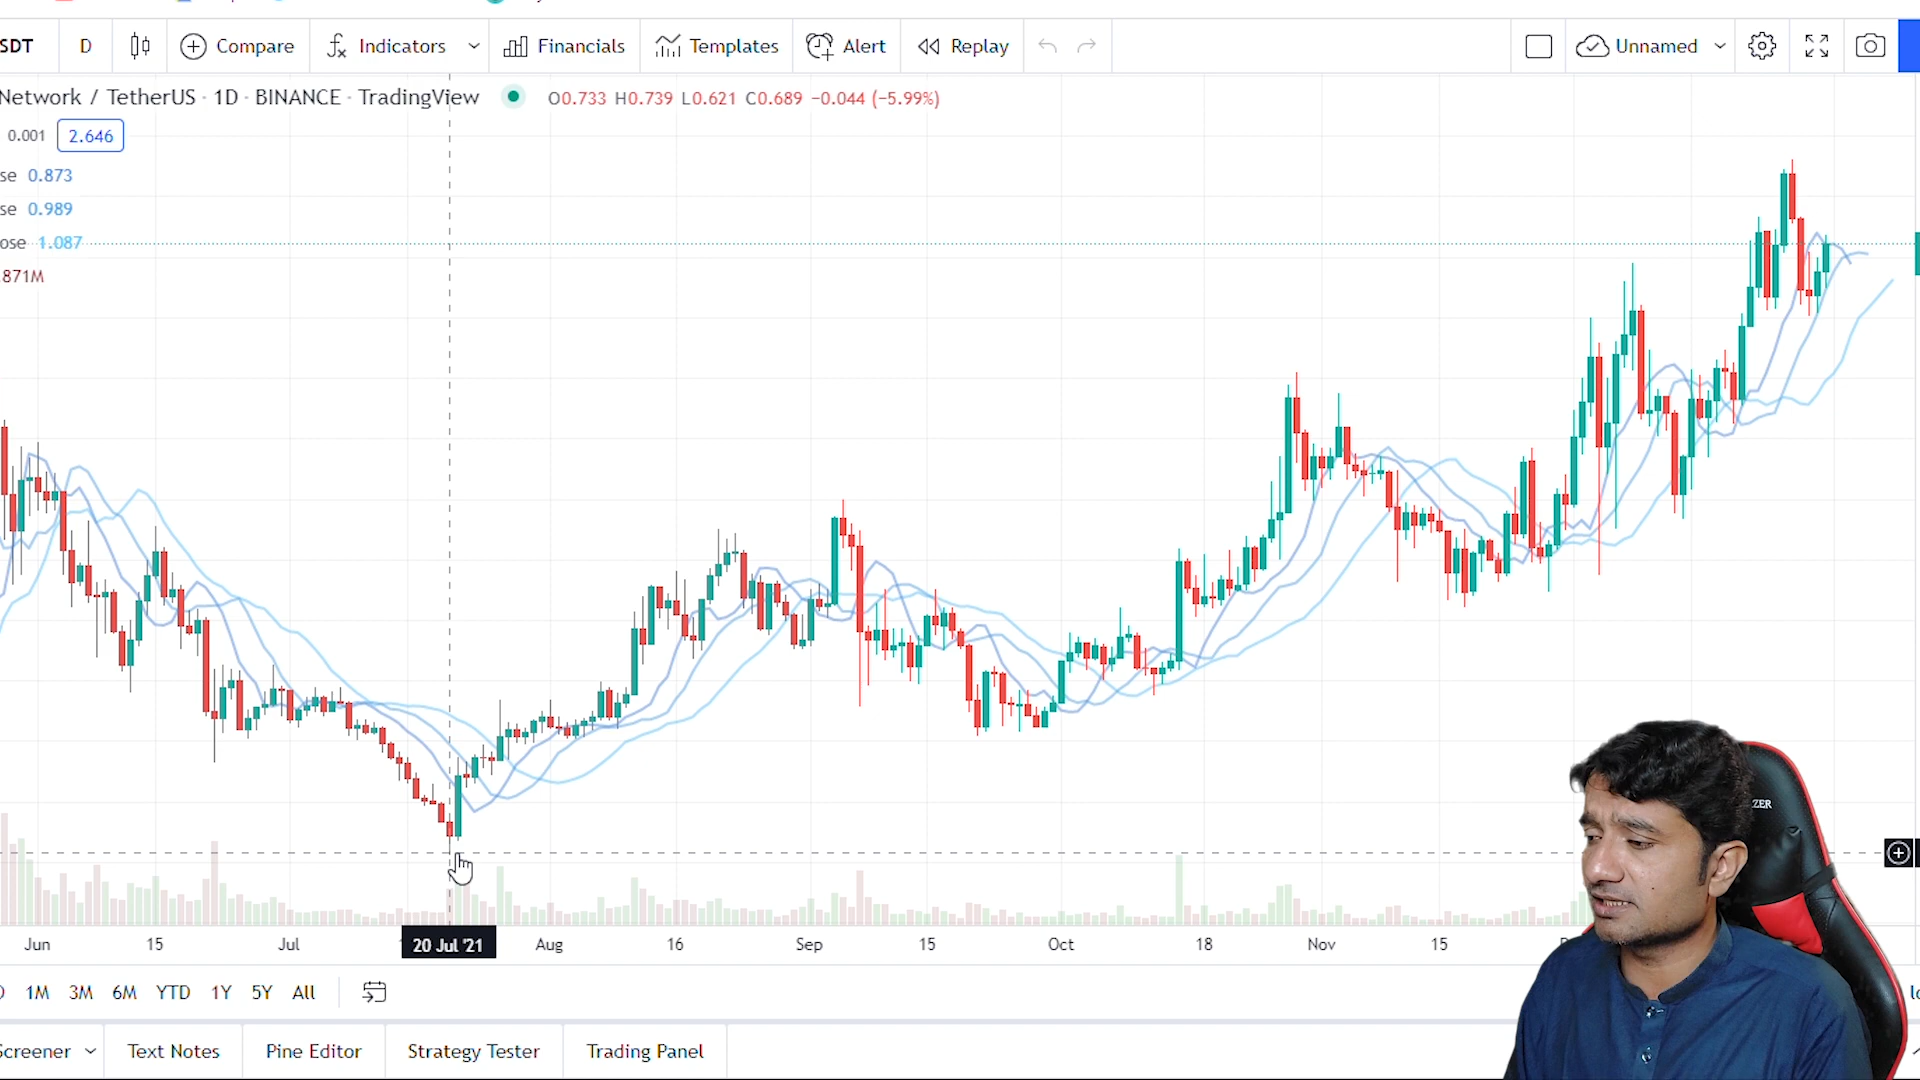 SDT D Compare Indicators Financials Templates Alert Replay Unnamed
Network / TetherUS · 1D · BINANCE · TradingView O0.733 H0.739 L0.621 C0.689 −0.044 (−5.99%)
0.001 2.646
se 0.873
se 0.989
ose 1.087
.871M
ZER
Jun 15 Jul 20 Jul '21 Aug 16 Sep 15 Oct 18 Nov 15
1M 3M 6M YTD 1Y 5Y All
Screener Text Notes Pine Editor Strategy Tester Trading Panel